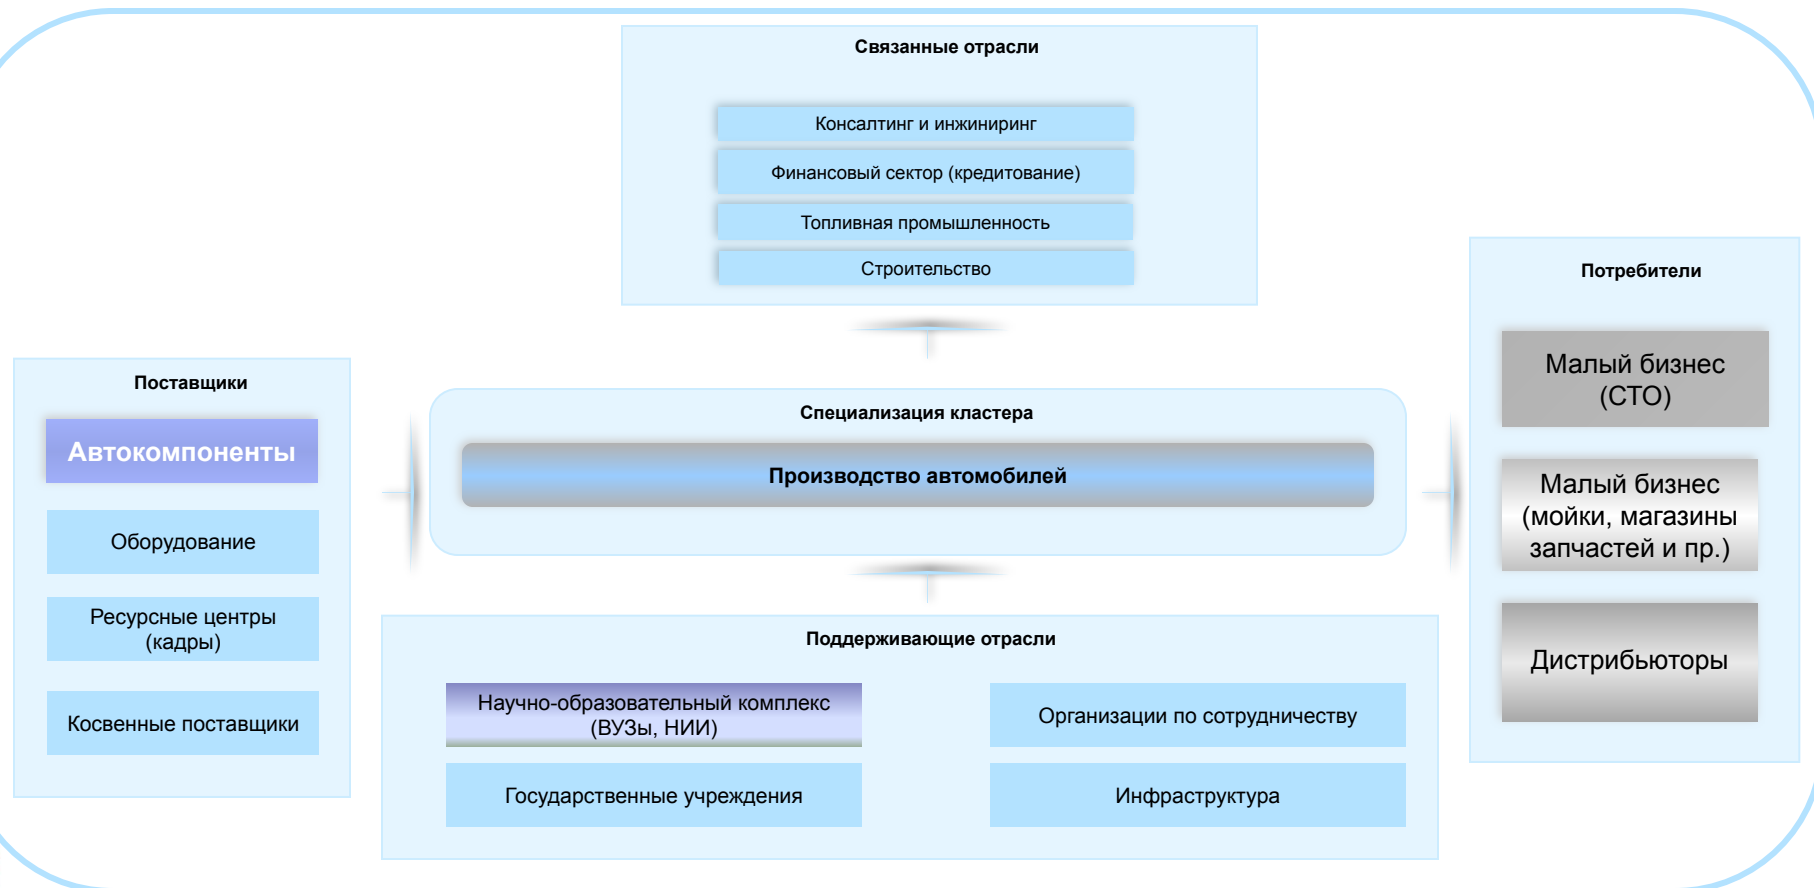 Связанные отрасли
Консалтинг и инжиниринг
Финансовый сектор (кредитование)
Топливная промышленность
Строительство
Поставщики
Автокомпоненты
Оборудование
Ресурсные центры
(кадры)
Косвенные поставщики
Специализация кластера
Производство автомобилей
Поддерживающие отрасли
Научно-образовательный комплекс
(ВУЗы, НИИ)
Организации по сотрудничеству
Государственные учреждения
Инфраструктура
Потребители
Малый бизнес
(СТО)
Малый бизнес
(мойки, магазины
запчастей и пр.)
Дистрибьюторы